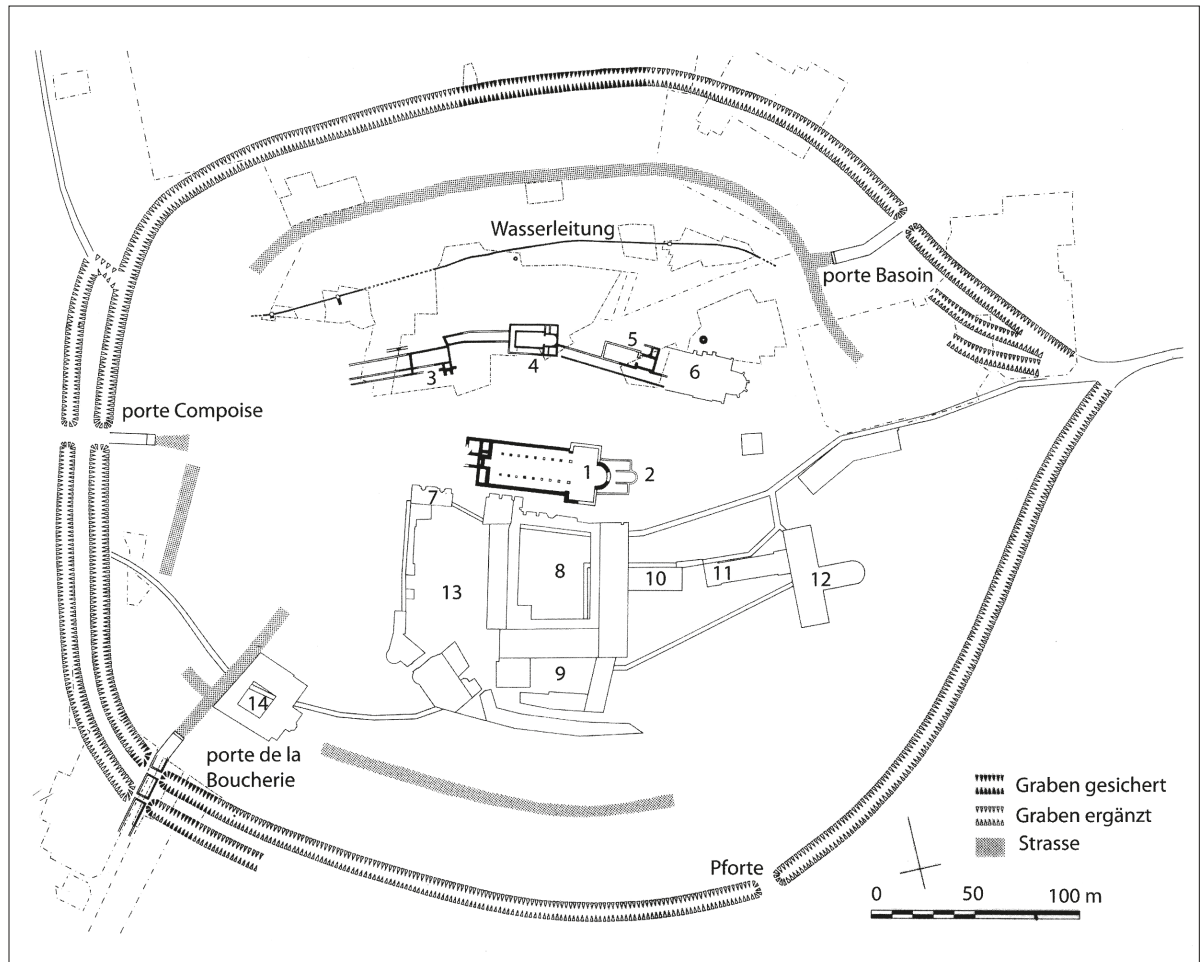 Wasserleitung
porte Basoin
5
6
4
3
porte Compoise
1
2
7
8
10
11
12
13
9
14
porte de la
Boucherie
Graben gesichert
Graben ergänzt
Strasse
Pforte
0 50 100 m